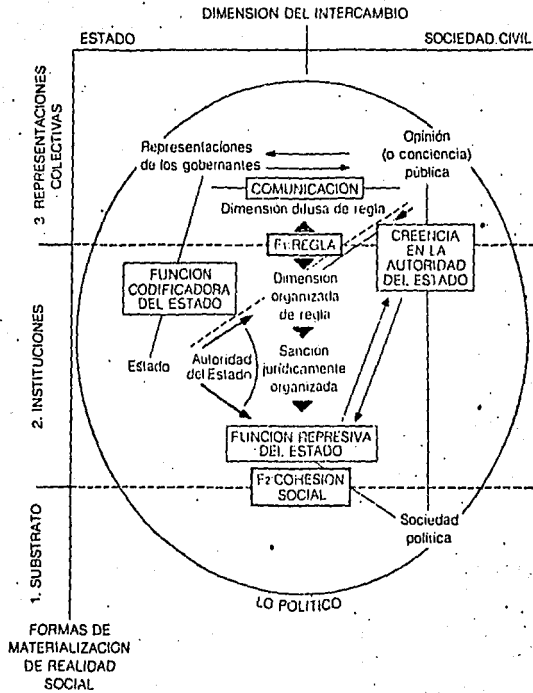 DIMENSION DEL INTERCAMBIO
ESTADO
SOCIEDAD CIVIL
3 REPRESENTACIONES
COLECTIVAS
Representaciones
de los gobernantes
Opinión
(o conciencia)
pública
COMUNICACION
Dimensión difusa de regla
F1:REGLA
CREENCIA
EN LA
AUTORIDAD
DEL ESTADO
FUNCION
CODIFICADORA
DEL ESTADO
Dimensión
organizada
de regla
2. INSTITUCIONES
Estado
Autoridad
del Estado
Sanción
jurídicamente
organizada
FUNCION REPRESIVA
DEL ESTADO
F2:COHESION
SOCIAL
1. SUBSTRATO
Sociedad
política
LO POLITICO
FORMAS DE
MATERIALIZACION
DE REALIDAD
SOCIAL